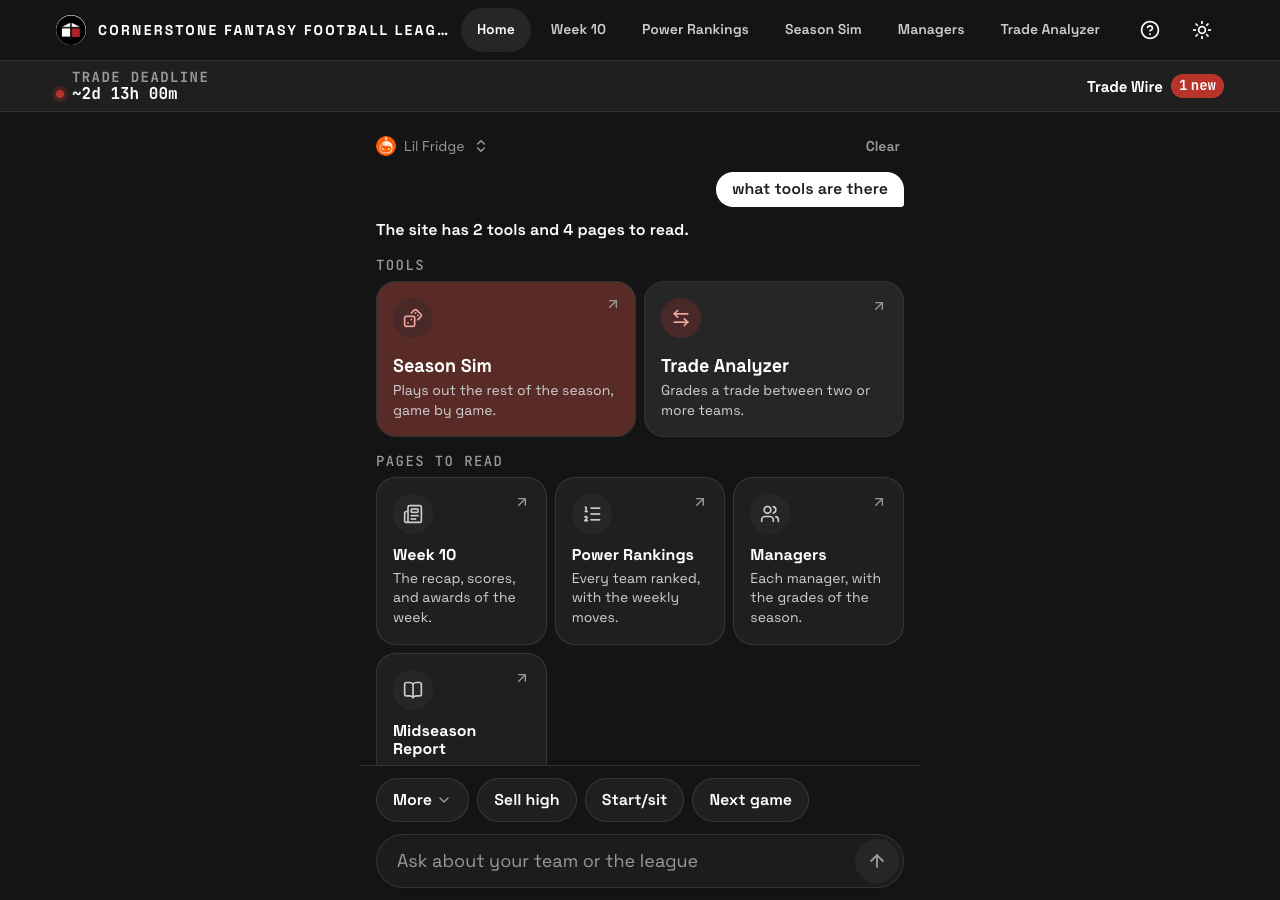 CORNERSTONE FANTASY FOOTBALL LEAG…
Home
Week 10
Power Rankings
Season Sim
Managers
Trade Analyzer
TRADE DEADLINE
~2d 13h 00m
Trade Wire
1 new
Lil Fridge
Clear
what tools are there
The site has 2 tools and 4 pages to read.
TOOLS
Season Sim
Plays out the rest of the season,
game by game.
Trade Analyzer
Grades a trade between two or
more teams.
PAGES TO READ
Week 10
The recap, scores,
and awards of the
week.
Power Rankings
Every team ranked,
with the weekly
moves.
Managers
Each manager, with
the grades of the
season.
Midseason
Report
More
Sell high
Start/sit
Next game
Ask about your team or the league